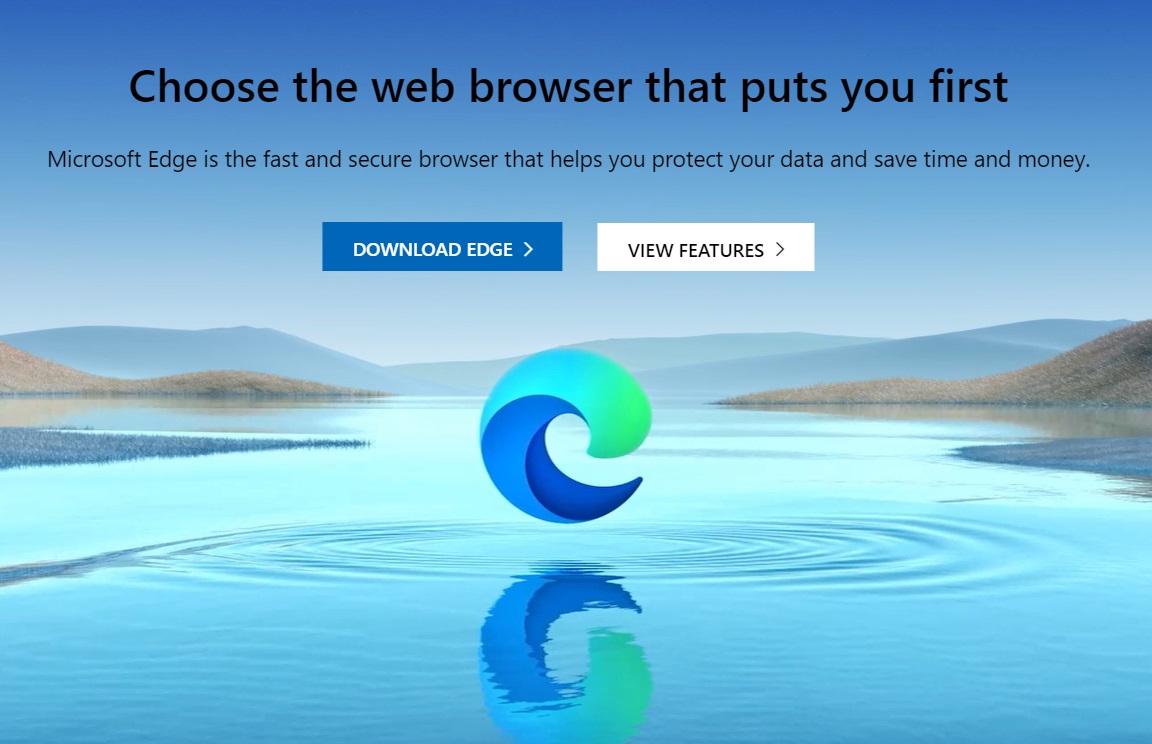 Choose the web browser that puts you first
Microsoft Edge is the fast and secure browser that helps you protect your data and save time and money.
DOWNLOAD EDGE
VIEW FEATURES